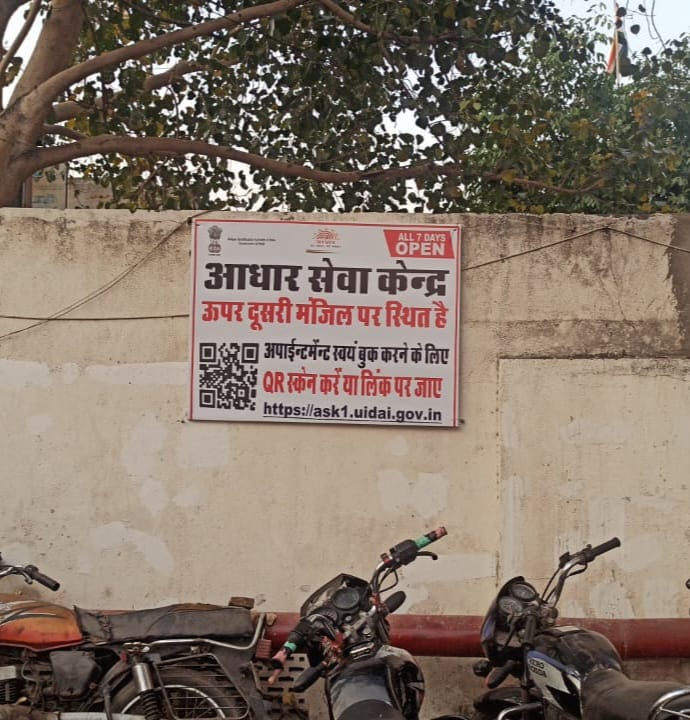 ALL 7 DAYS
OPEN
आधार सेवा केन्द्र
ऊपर दूसरी मंजिल पर स्थित है
अपाईन्टमेंन्ट स्वयं बुक करने के लिए
QR स्केन करें या लिंक पर जाए
https://ask1.uidai.gov.in